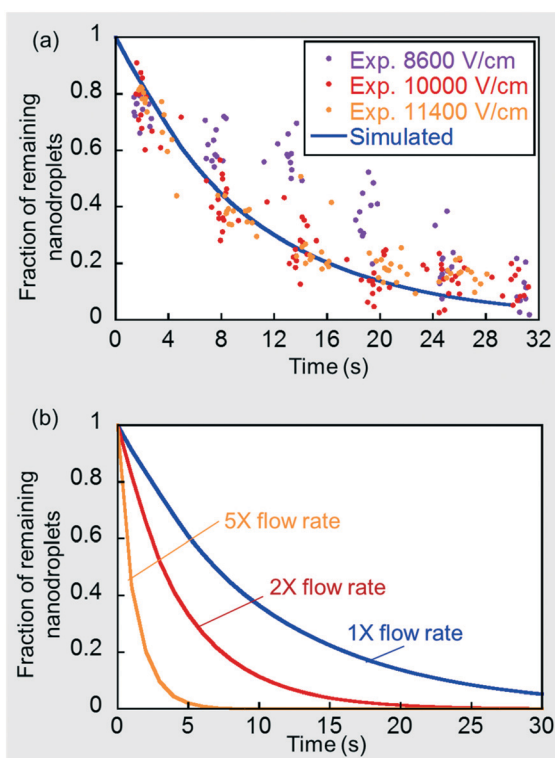 (a)
1
0.8
0.6
0.4
0.2
0
Fraction of remaining
nanodroplets
Exp. 8600 V/cm
Exp. 10000 V/cm
Exp. 11400 V/cm
Simulated
0 4 8 12 16 20 24 28 32
Time (s)
(b)
1
0.8
0.6
0.4
0.2
0
Fraction of remaining
nanodroplets
5X flow rate
2X flow rate
1X flow rate
0 5 10 15 20 25 30
Time (s)